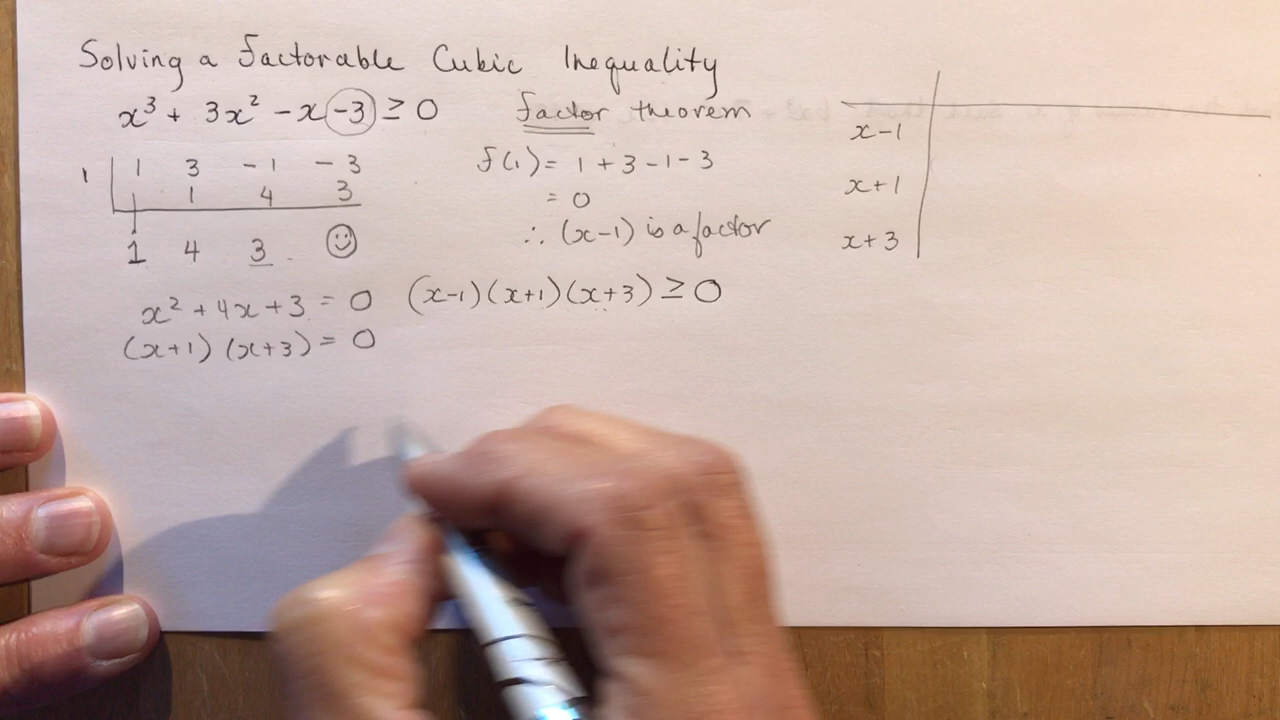 Solving a Factorable Cubic Inequality
x³ + 3x² - x - 3 ≥ 0
1 | 1 3 -1 -3
1 4 3
1 4 3 ☺
x² + 4x + 3 = 0
(x+1) (x+3) = 0
Factor theorem
f(1) = 1 + 3 - 1 - 3
= 0
∴ (x-1) is a factor
(x-1)(x+1)(x+3) ≥ 0
x-1
x+1
x+3